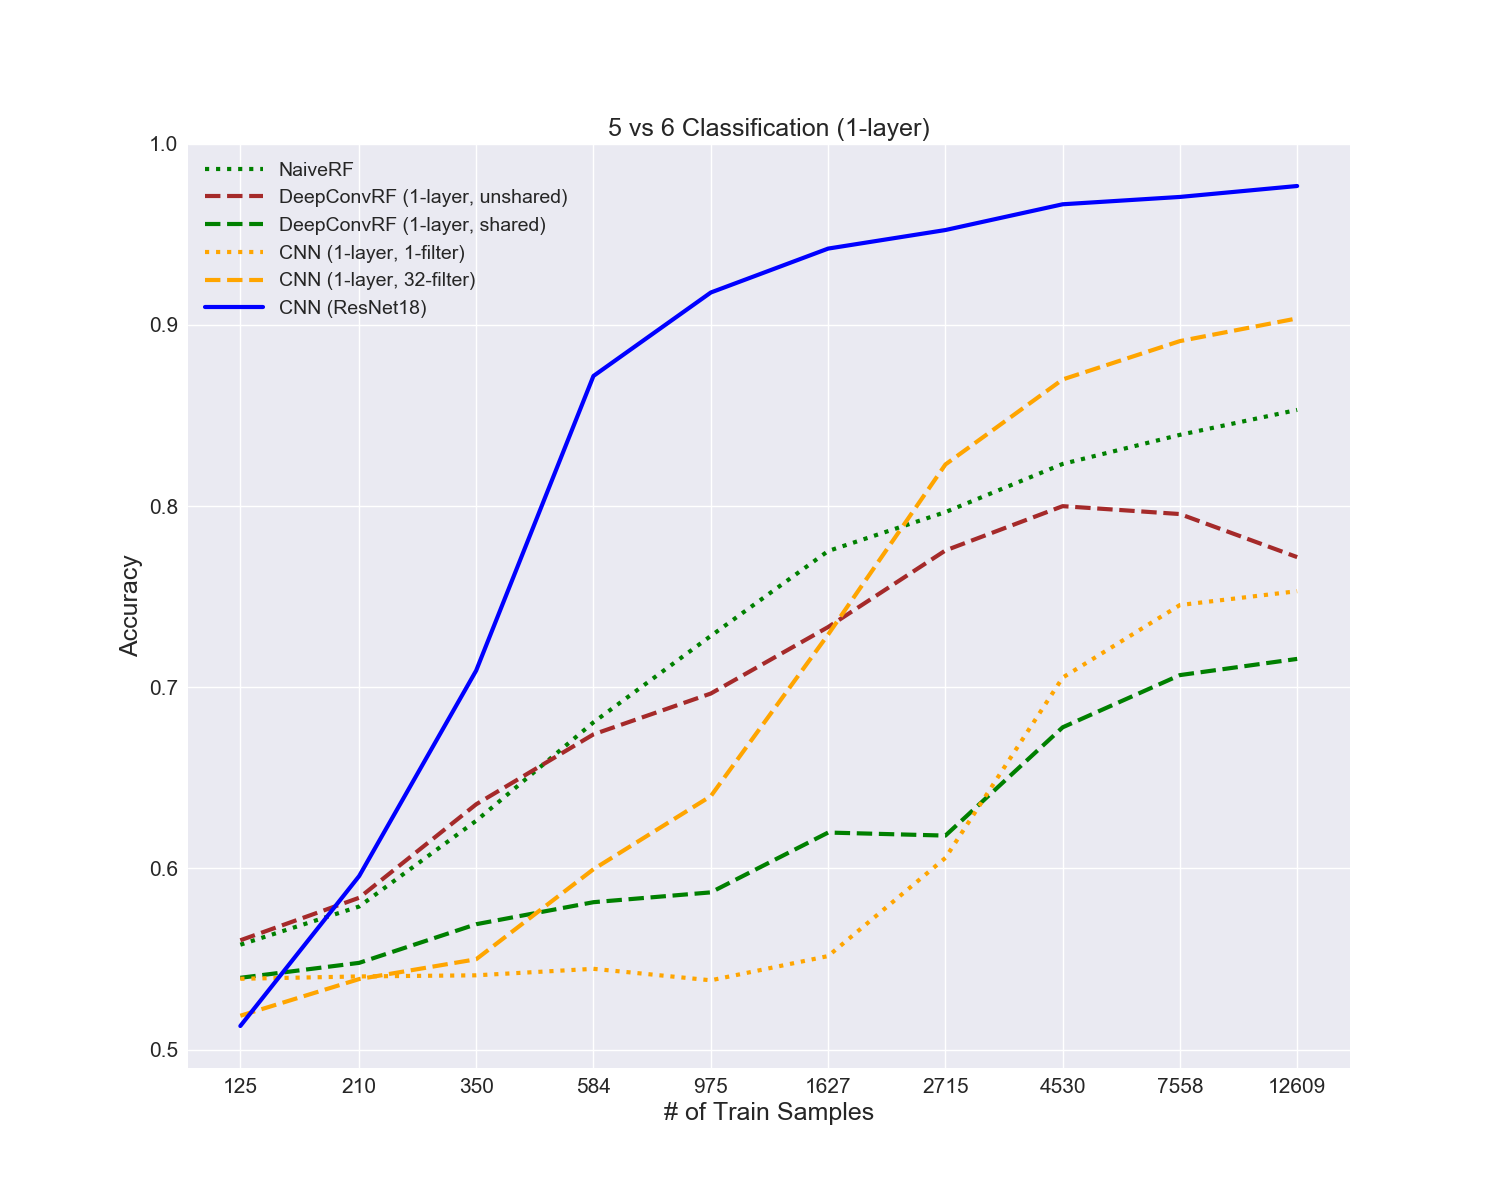 5 vs 6 Classification (1-layer)
1.0
0.9
0.8
0.7
0.6
0.5
Accuracy
NaiveRF
DeepConvRF (1-layer, unshared)
DeepConvRF (1-layer, shared)
CNN (1-layer, 1-filter)
CNN (1-layer, 32-filter)
CNN (ResNet18)
125 210 350 584 975 1627 2715 4530 7558 12609
# of Train Samples